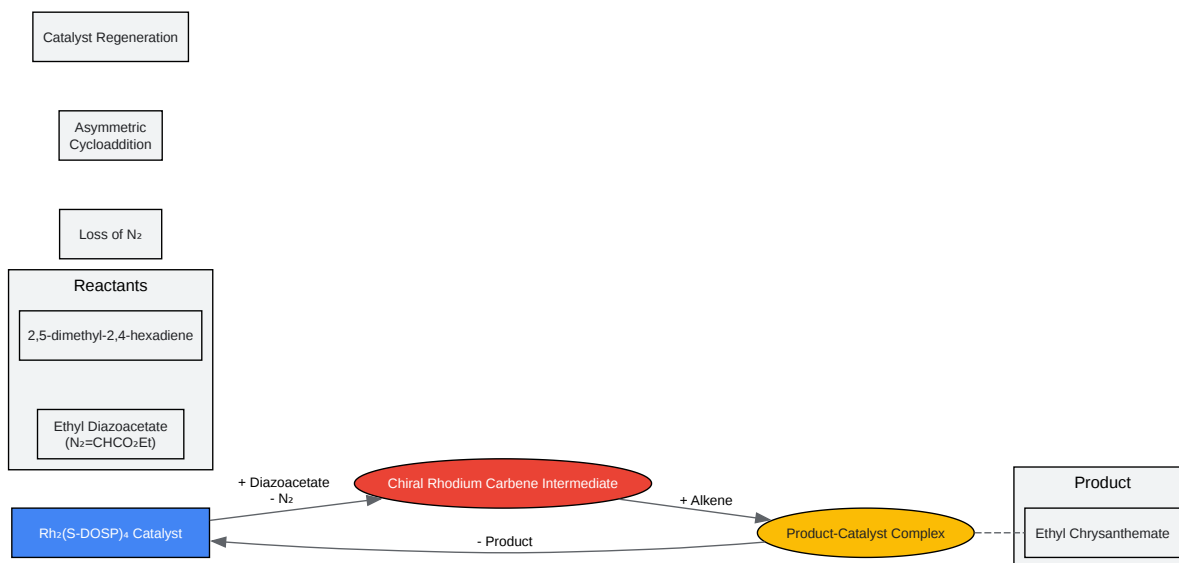 Catalyst Regeneration
Asymmetric
Cycloaddition
Loss of N₂
Reactants
2,5-dimethyl-2,4-hexadiene
Ethyl Diazoacetate
(N₂=CHCO₂Et)
Rh₂(S-DOSP)₄ Catalyst
+ Diazoacetate
- N₂
Chiral Rhodium Carbene Intermediate
+ Alkene
Product-Catalyst Complex
- Product
Product
Ethyl Chrysanthemate